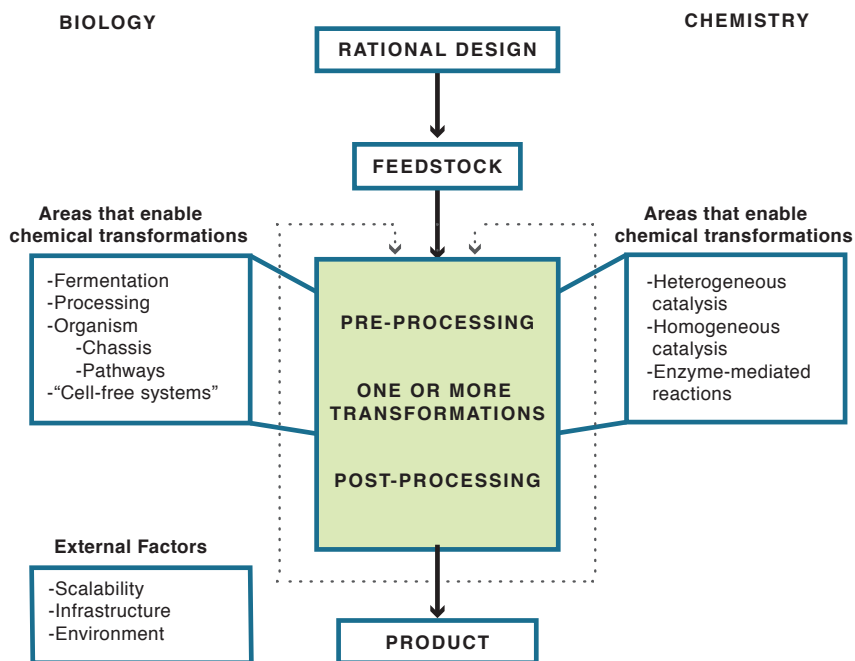 BIOLOGY
CHEMISTRY
RATIONAL DESIGN
FEEDSTOCK
Areas that enable
chemical transformations
-Fermentation
-Processing
-Organism
-Chassis
-Pathways
-“Cell-free systems”
PRE-PROCESSING
ONE OR MORE
TRANSFORMATIONS
POST-PROCESSING
Areas that enable
chemical transformations
-Heterogeneous
catalysis
-Homogeneous
catalysis
-Enzyme-mediated
reactions
External Factors
-Scalability
-Infrastructure
-Environment
PRODUCT